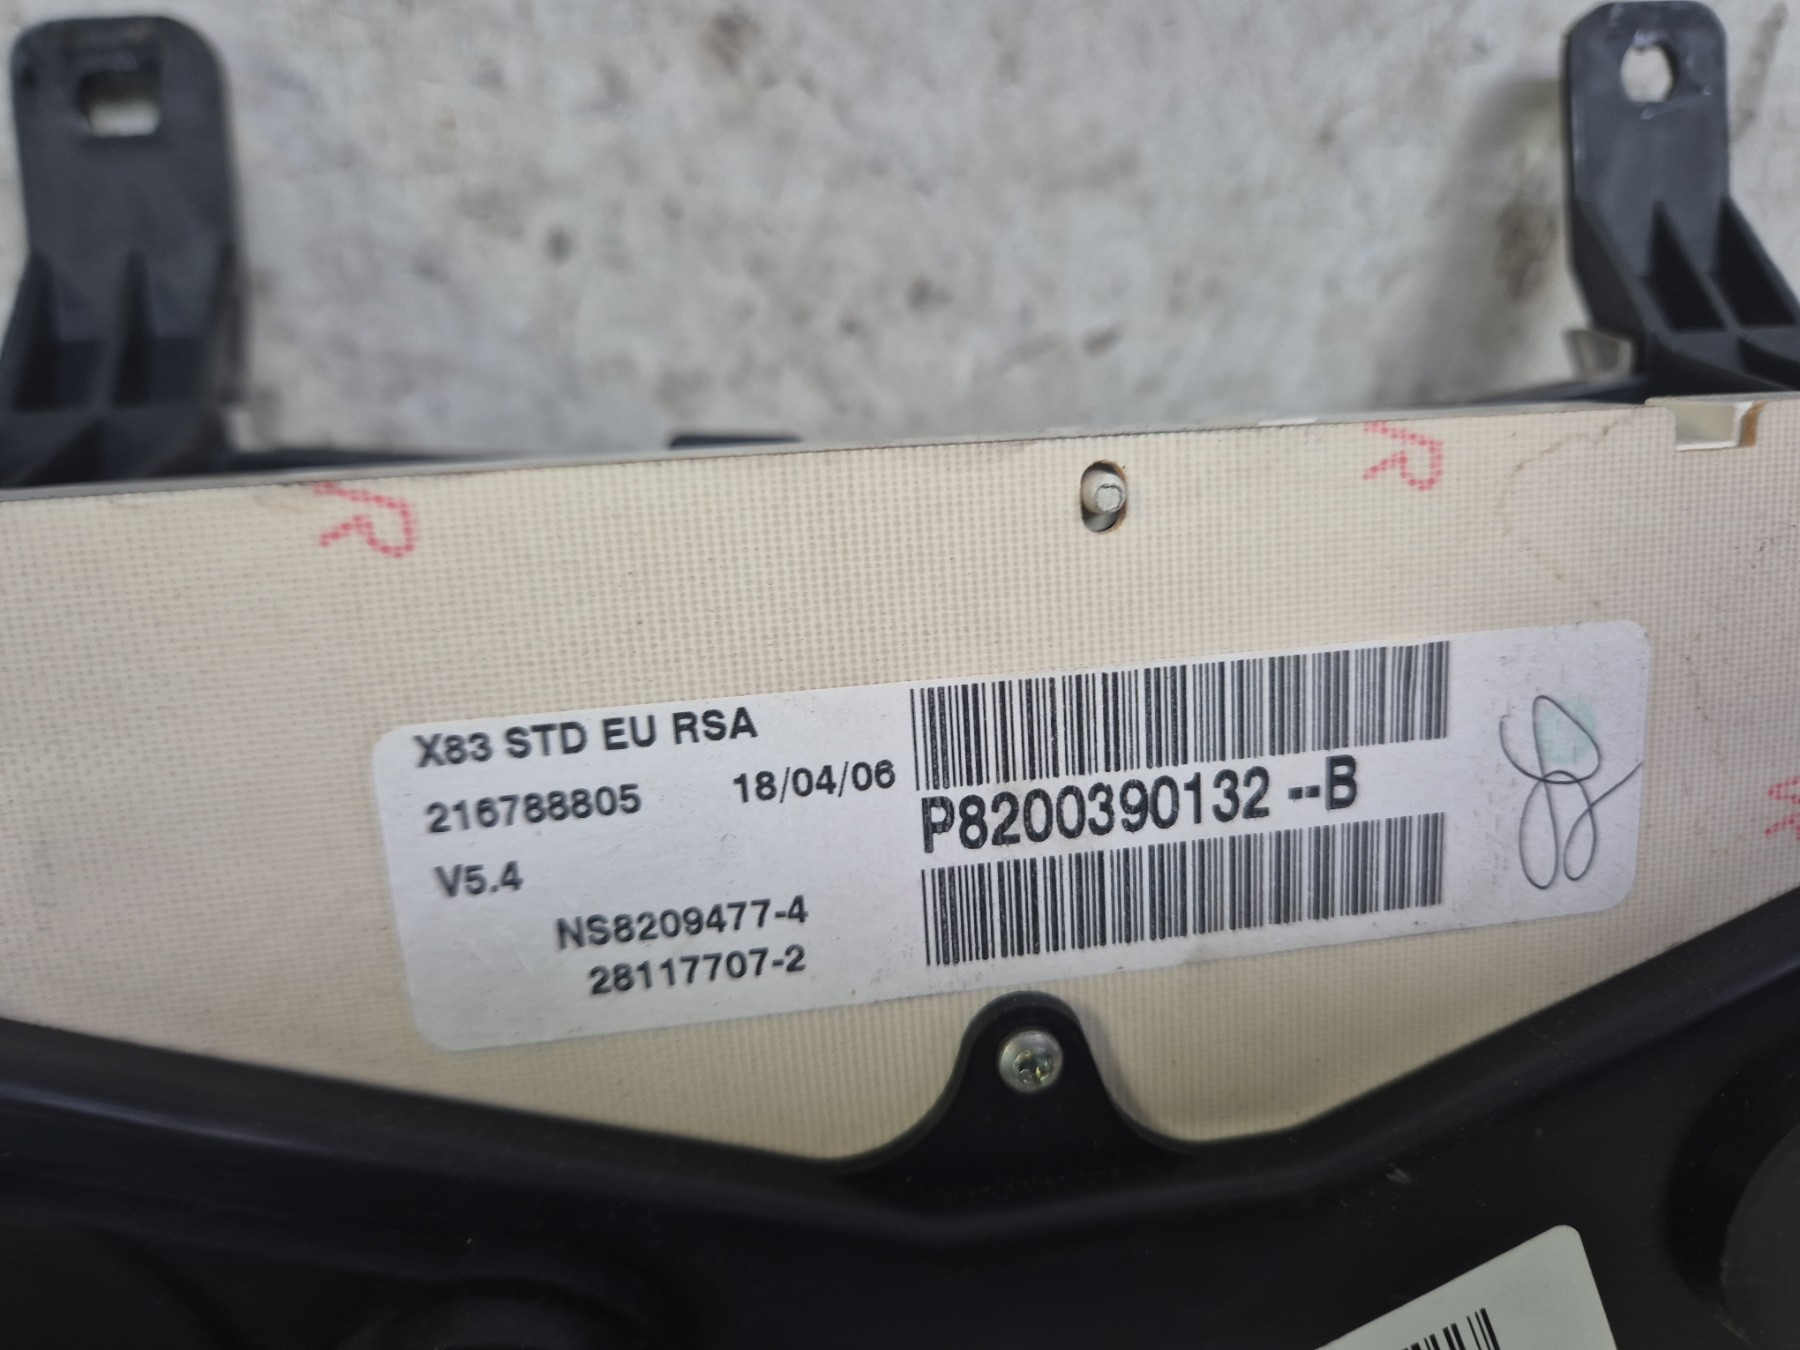 R
R
X83 STD EU RSA
216788805 18/04/06
P8200390132 --B
V5.4
NS8209477-4
28117707-2